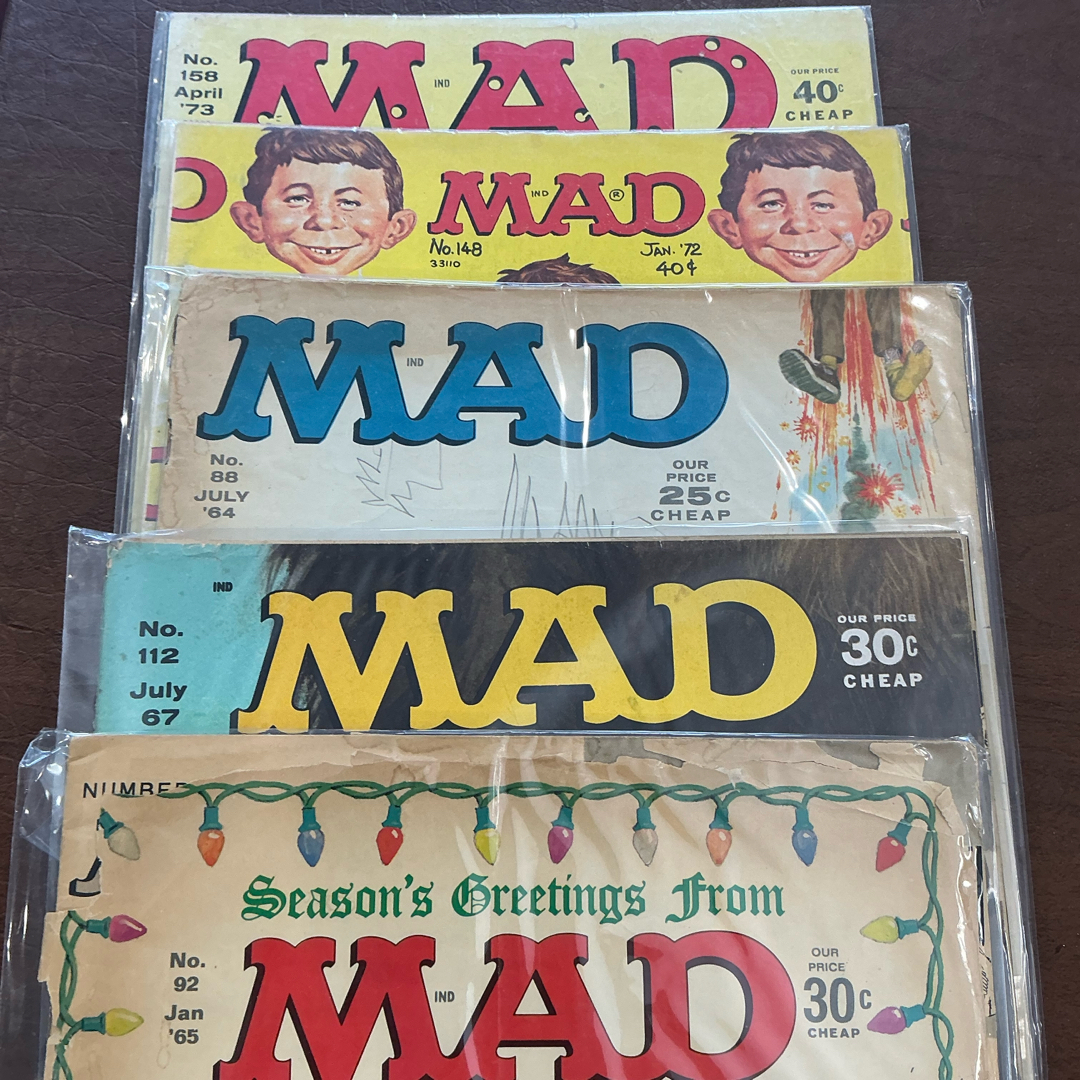 No.
158
April
'73
MAD
IND
OUR PRICE
40¢
CHEAP
D
MAD
IND
®
No. 148
33110
JAN. '72
40¢
MAD
IND
No.
88
JULY
'64
OUR
PRICE
25c
CHEAP
IND
MAD
No.
112
July
67
OUR PRICE
30c
CHEAP
NUMBER
Season's Greetings From
MAD
IND
No.
92
Jan
'65
OUR
PRICE
30c
CHEAP